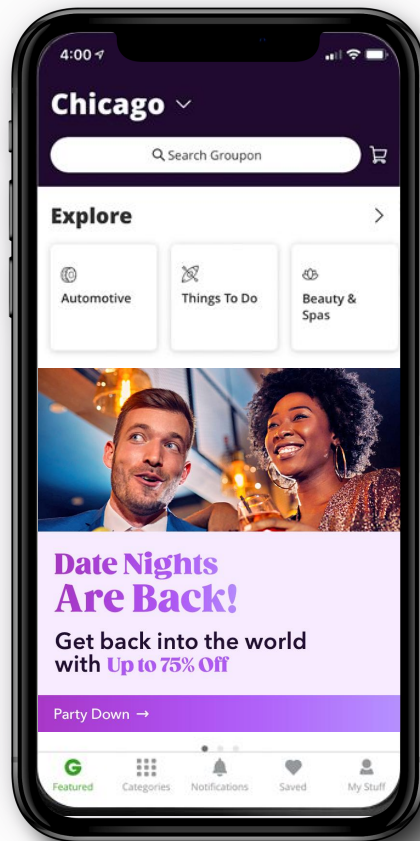 4:00
Chicago
Search Groupon
Explore
Automotive
Things To Do
Beauty &
Spas
Date Nights
Are Back!
Get back into the world
with Up to 75% Off
Party Down →
G
Featured
Categories
Notifications
Saved
My Stuff